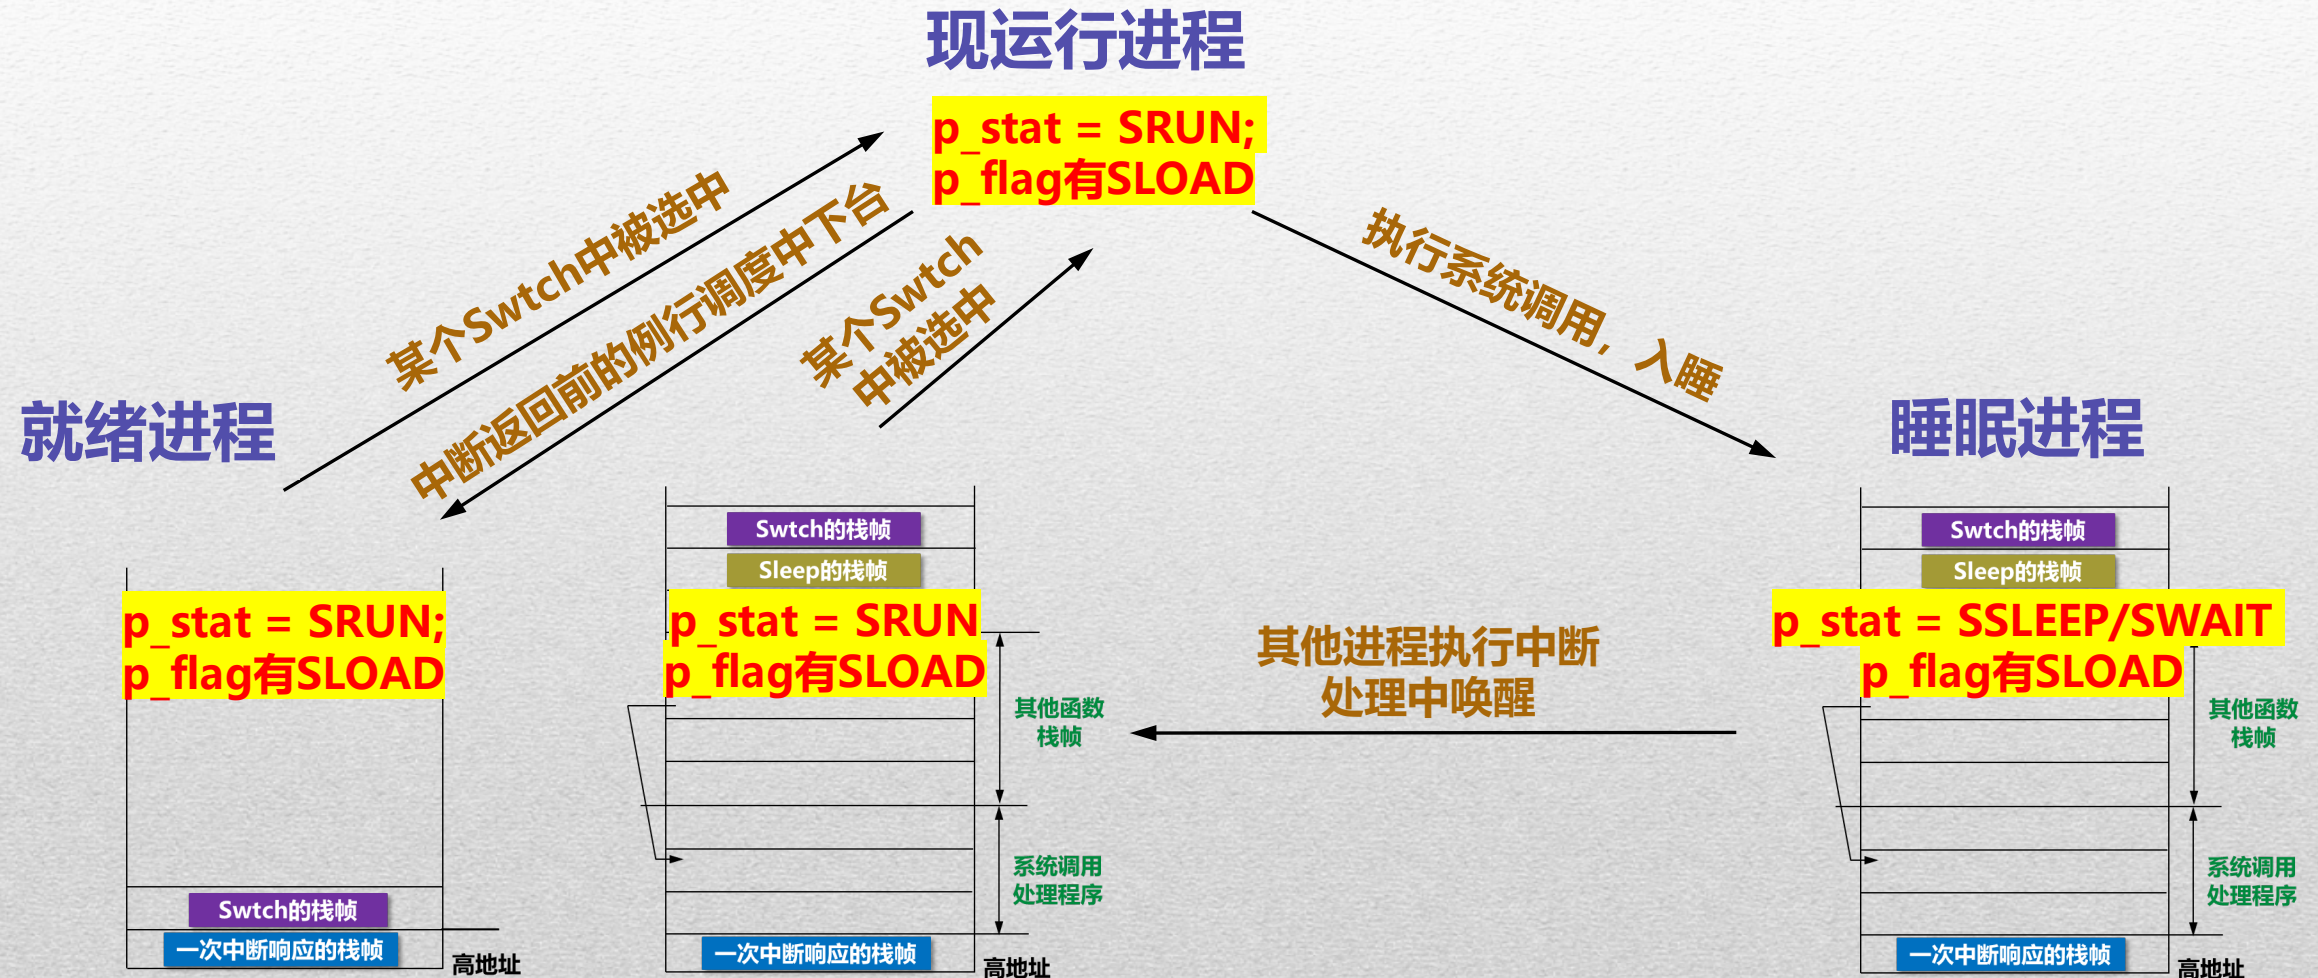 现运行进程
p_stat = SRUN;
p_flag有SLOAD
某个Swtch中被选中
中断返回前的例行调度中下台
某个Swtch
中被选中
执行系统调用，入睡
就绪进程
睡眠进程
p_stat = SRUN;
p_flag有SLOAD
Swtch的栈帧
一次中断响应的栈帧
高地址
Swtch的栈帧
Sleep的栈帧
p_stat = SRUN
p_flag有SLOAD
其他函数
栈帧
系统调用
处理程序
一次中断响应的栈帧
高地址
其他进程执行中断
处理中唤醒
Swtch的栈帧
Sleep的栈帧
p_stat = SSLEEP/SWAIT
p_flag有SLOAD
其他函数
栈帧
系统调用
处理程序
一次中断响应的栈帧
高地址